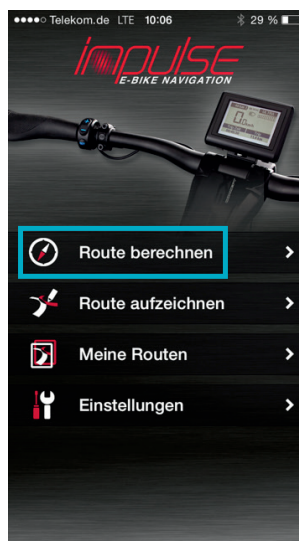 Telekom.de LTE 10:06 29 %
impulse
E-BIKE NAVIGATION
Route berechnen
Route aufzeichnen
Meine Routen
Einstellungen